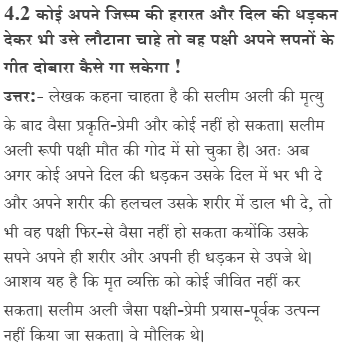 4.2 कोई अपने जिस्म की हरारत और दिल की धड़कन
देकर भी उसे लौटाना चाहे तो वह पक्षी अपने सपनों के
गीत दोबारा कैसे गा सकेगा !
उत्तर:- लेखक कहना चाहता है की सलीम अली की मृत्यु
के बाद वैसा प्रकृति-प्रेमी और कोई नहीं हो सकता। सलीम
अली रूपी पक्षी मौत की गोद में सो चुका है। अतः अब
अगर कोई अपने दिल की धड़कन उसके दिल में भर भी दे
और अपने शरीर की हलचल उसके शरीर में डाल भी दे, तो
भी वह पक्षी फिर-से वैसा नहीं हो सकता कयोंकि उसके
सपने अपने ही शरीर और अपनी ही धड़कन से उपजे थे।
आशय यह है कि मृत व्यक्ति को कोई जीवित नहीं कर
सकता। सलीम अली जैसा पक्षी-प्रेमी प्रयास-पूर्वक उत्पन्न
नहीं किया जा सकता। वे मौलिक थे।